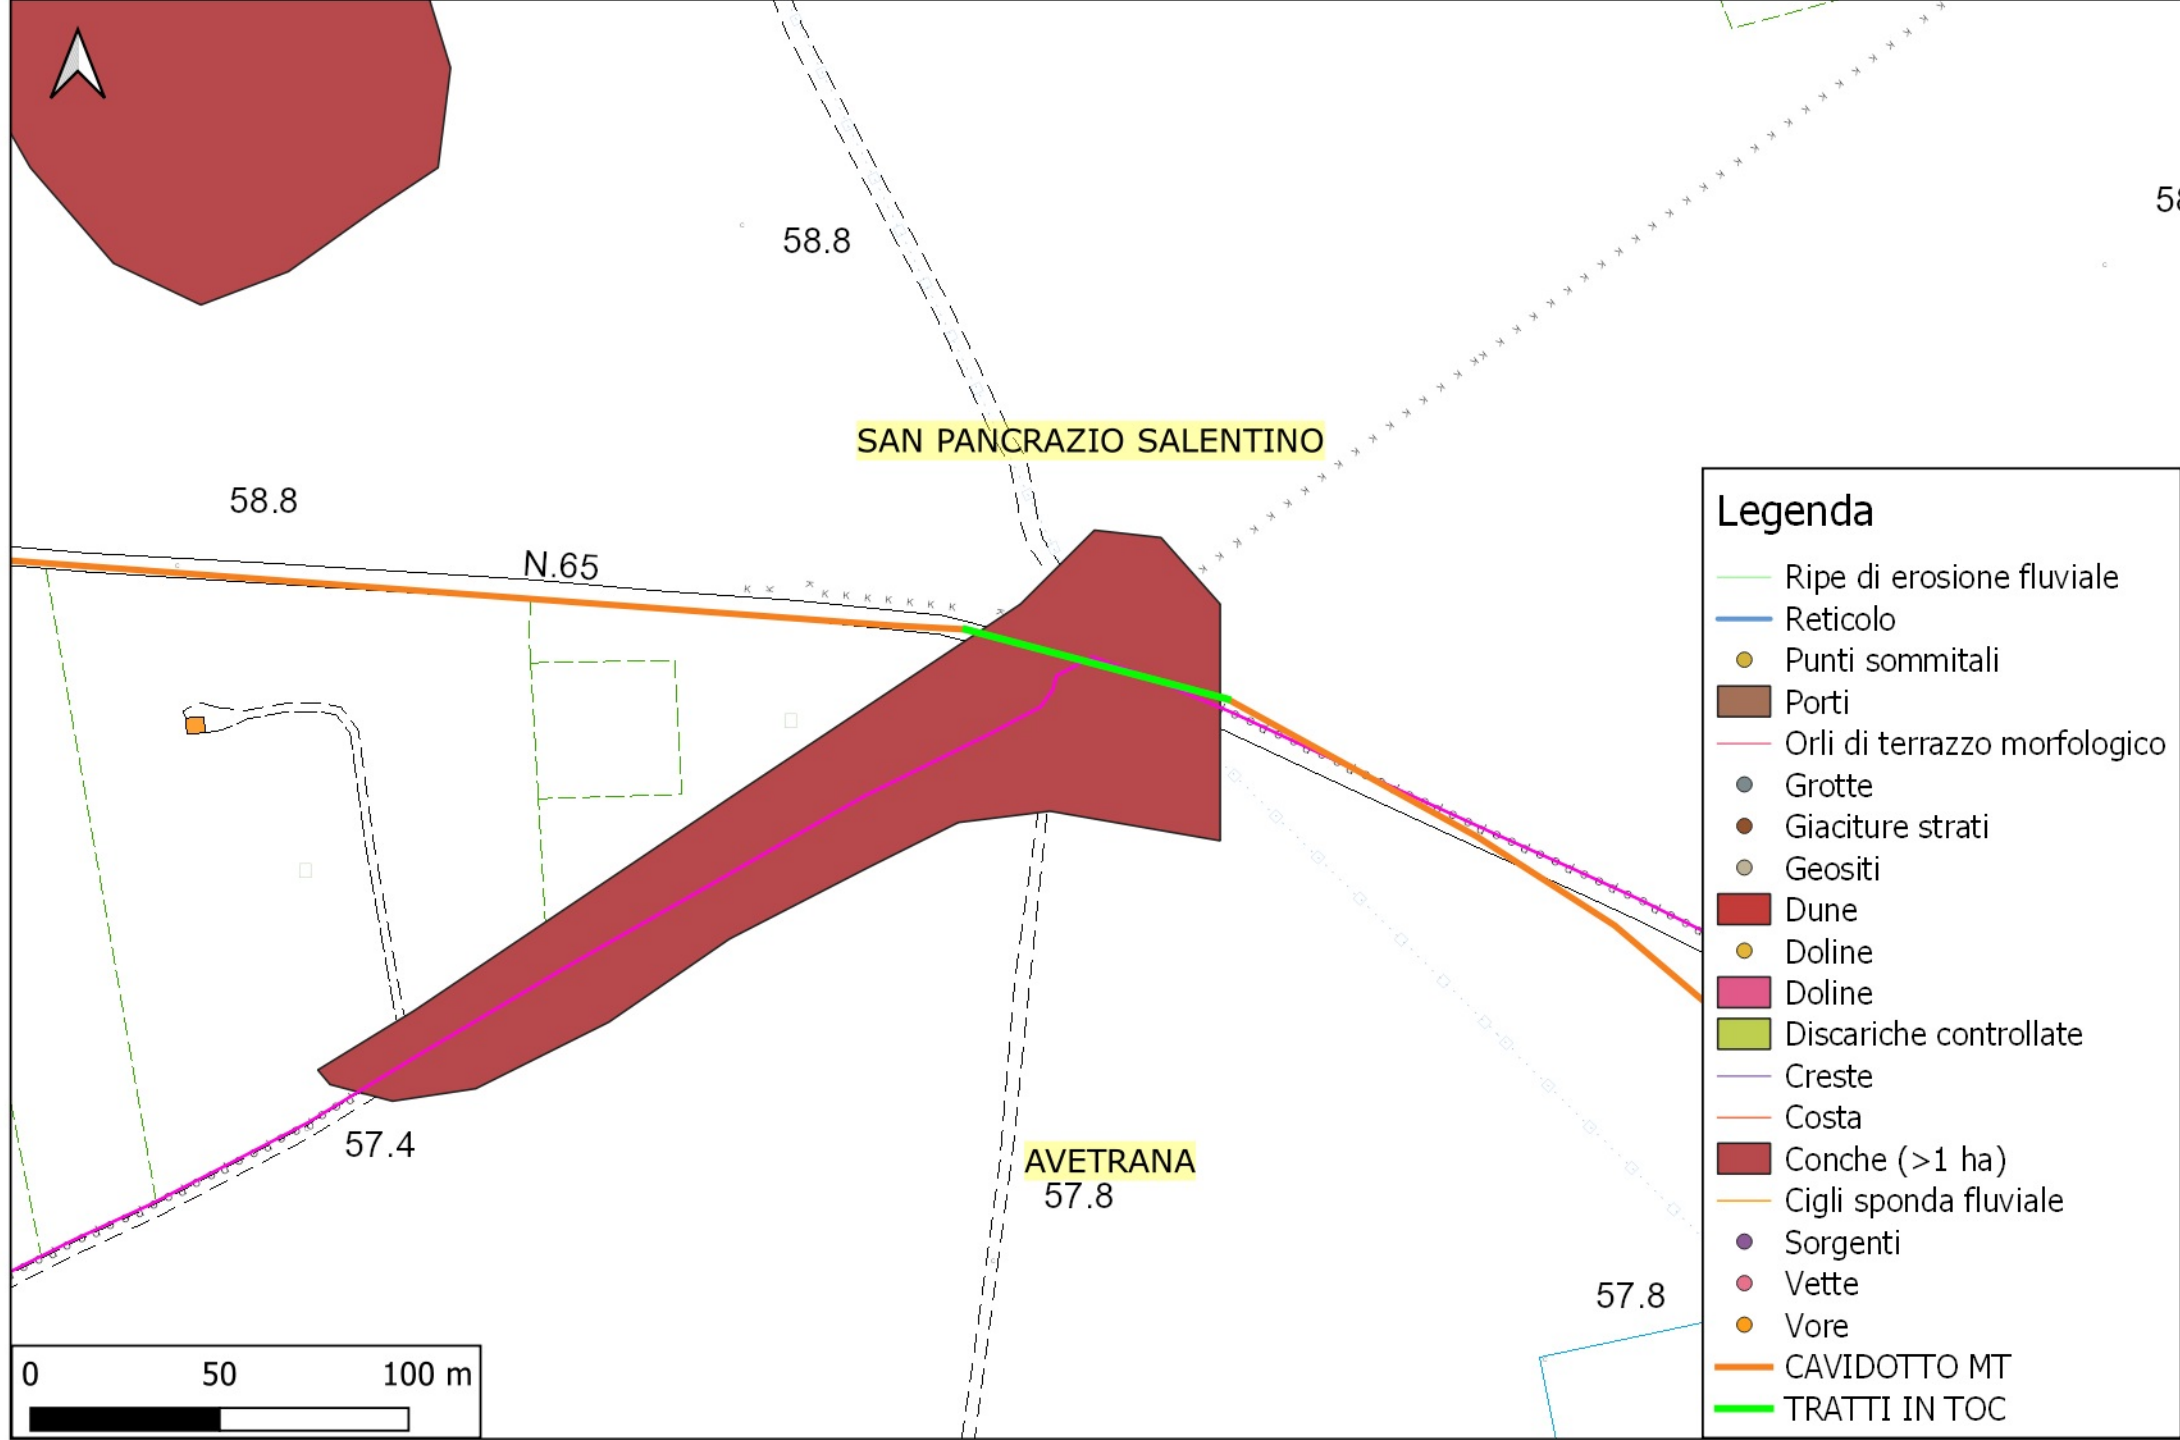 58.8
SAN PANCRAZIO SALENTINO
58.8
N.65
57.4
AVETRANA
57.8
57.8
0 50 100 m
Legenda
Ripe di erosione fluviale
Reticolo
Punti sommitali
Porti
Orli di terrazzo morfologico
Grotte
Giaciture strati
Geositi
Dune
Doline
Doline
Discariche controllate
Creste
Costa
Conche (>1 ha)
Cigli sponda fluviale
Sorgenti
Vette
Vore
CAVIDOTTO MT
TRATTI IN TOC